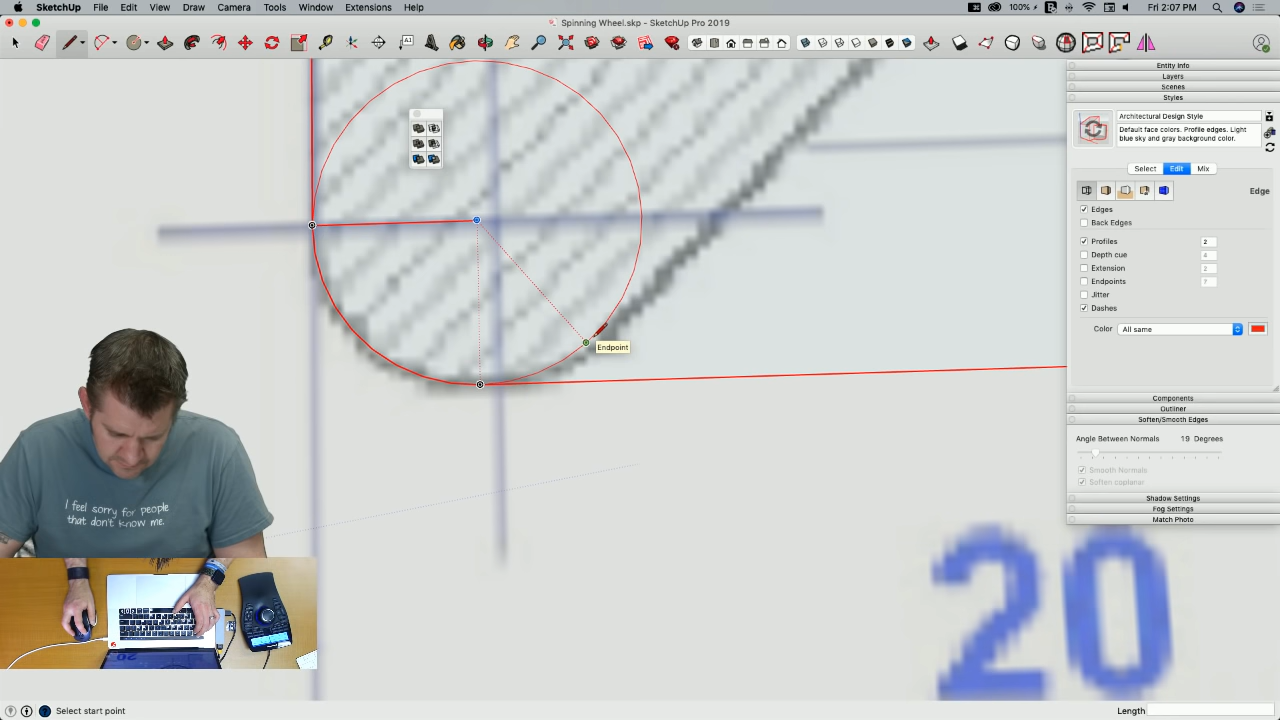 SketchUp File Edit View Camera Draw Tools Window Extensions Help
100% Fri 2:07 PM
Spinning Wheel.skp - SketchUp Pro 2019
A1
Entity Info
Layers
Scenes
Styles
Architectural Design Style
Default face colors. Profile edges. Light
blue sky and gray background color.
Select Edit Mix
Edge
Edges
Back Edges
Profiles 2
Depth cue 4
Extension 2
Endpoints 7
Jitter
Dashes
Color All same
Components
Outliner
Soften/Smooth Edges
Angle Between Normals 19 Degrees
Smooth Normals
Soften coplanar
Shadow Settings
Fog Settings
Match Photo
Endpoint
I feel sorry for people
that don't know me.
20
Select start point
Length